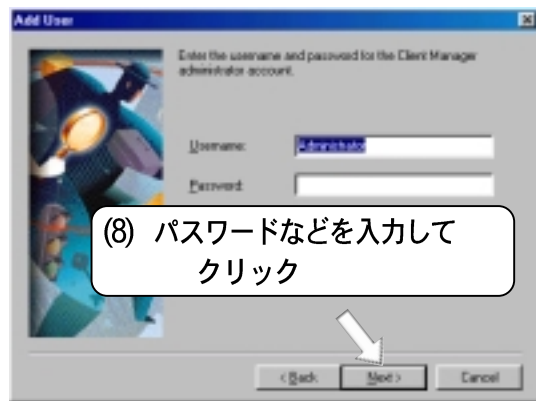 Add User
Enter the username and password for the Client Manager
administrator account.
Username: Administrator
Password:
(8) パスワードなどを入力して
クリック
< Back Next > Cancel